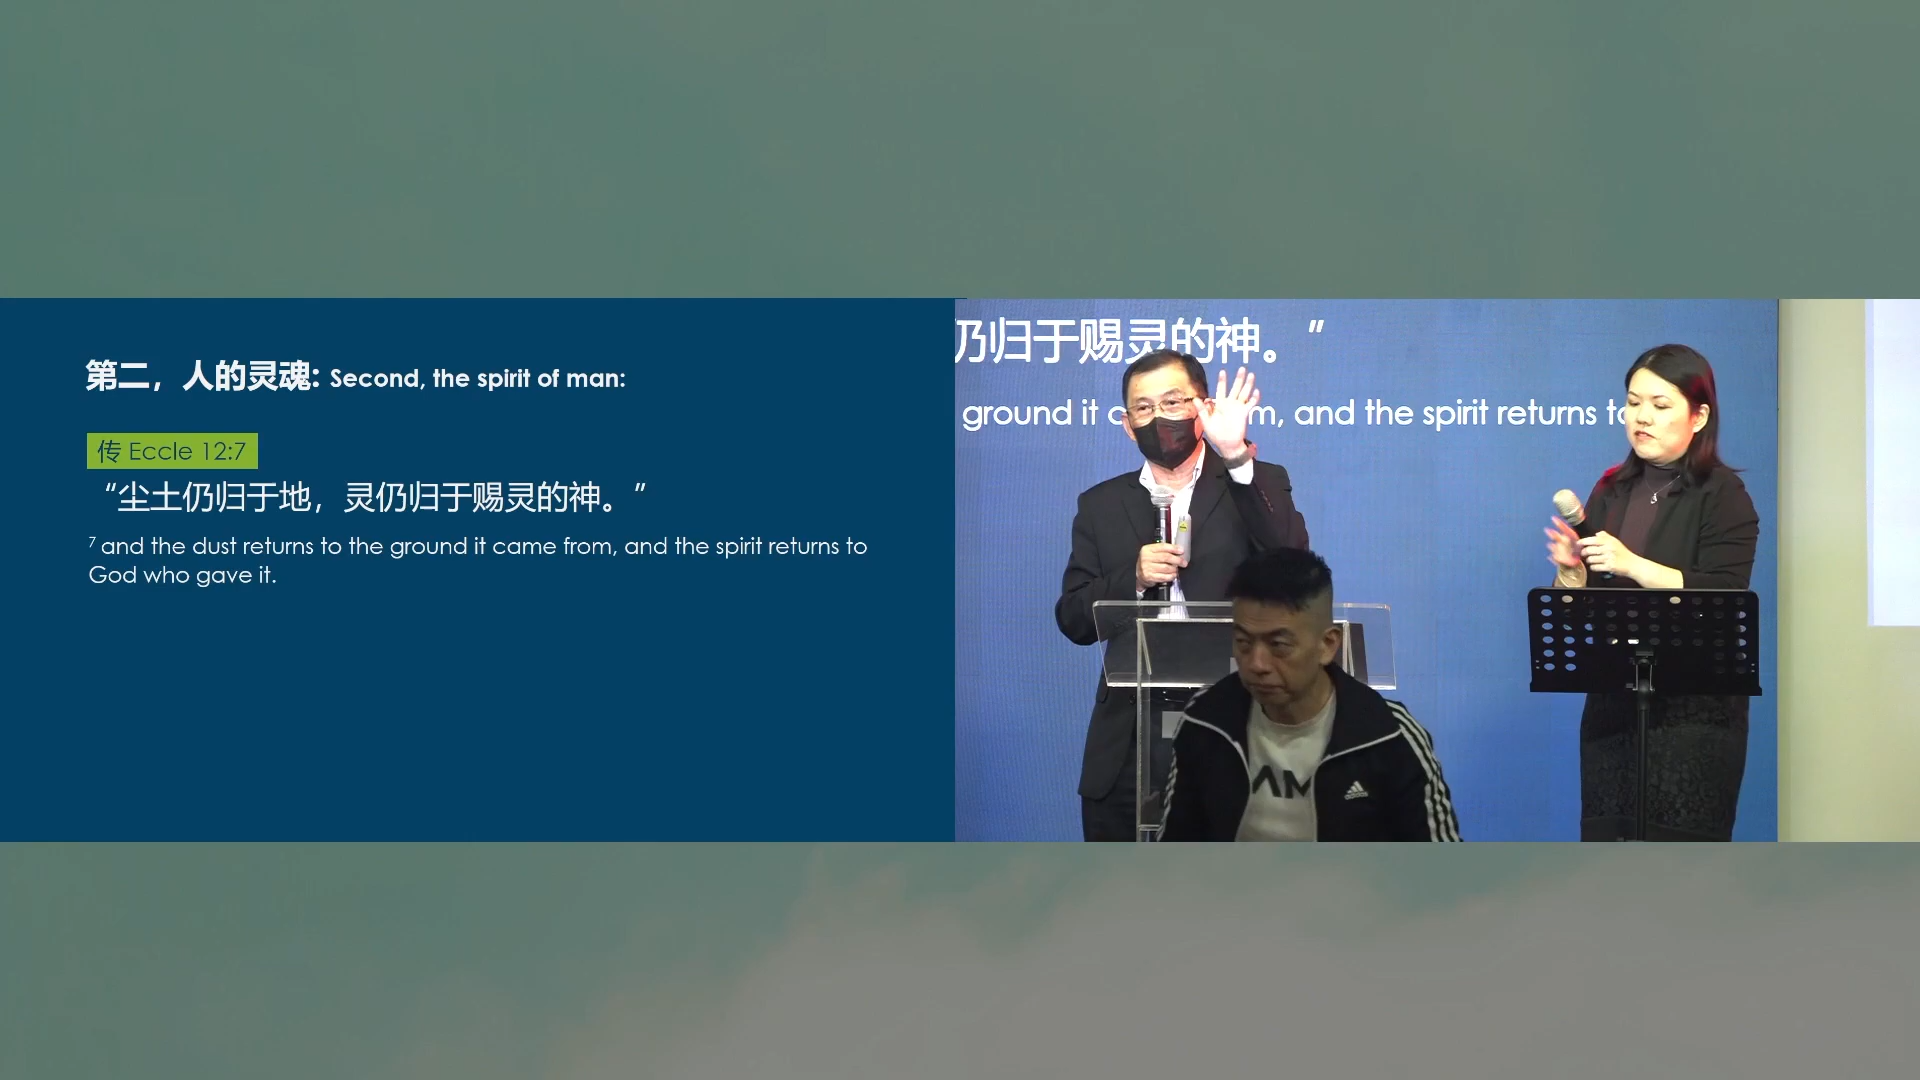 第二，人的灵魂: Second, the spirit of man:
传 Eccle 12:7
“尘土仍归于地，灵仍归于赐灵的神。”
7 and the dust returns to the ground it came from, and the spirit returns to
God who gave it.
仍归于赐灵的神。”
ground it c m, and the spirit returns to
AM
adidas